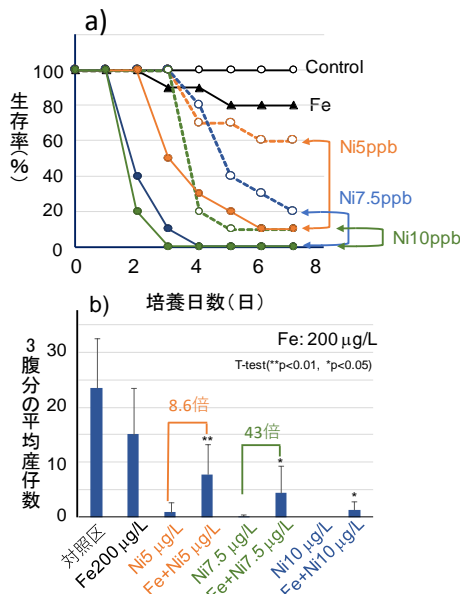 a)
生存率(%)
100
80
60
40
20
0
Control
Fe
Ni5ppb
Ni7.5ppb
Ni10ppb
0 2 4 6 8
培養日数(日)
b)
3腹分の平均産仔数
30
20
10
0
Fe: 200 μg/L
T-test(**p<0.01, *p<0.05)
8.6倍
**
43倍
*
*
対照区
Fe200 μg/L
Ni5 μg/L
Fe+Ni5 μg/L
Ni7.5 μg/L
Fe+Ni7.5 μg/L
Ni10 μg/L
Fe+Ni10 μg/L